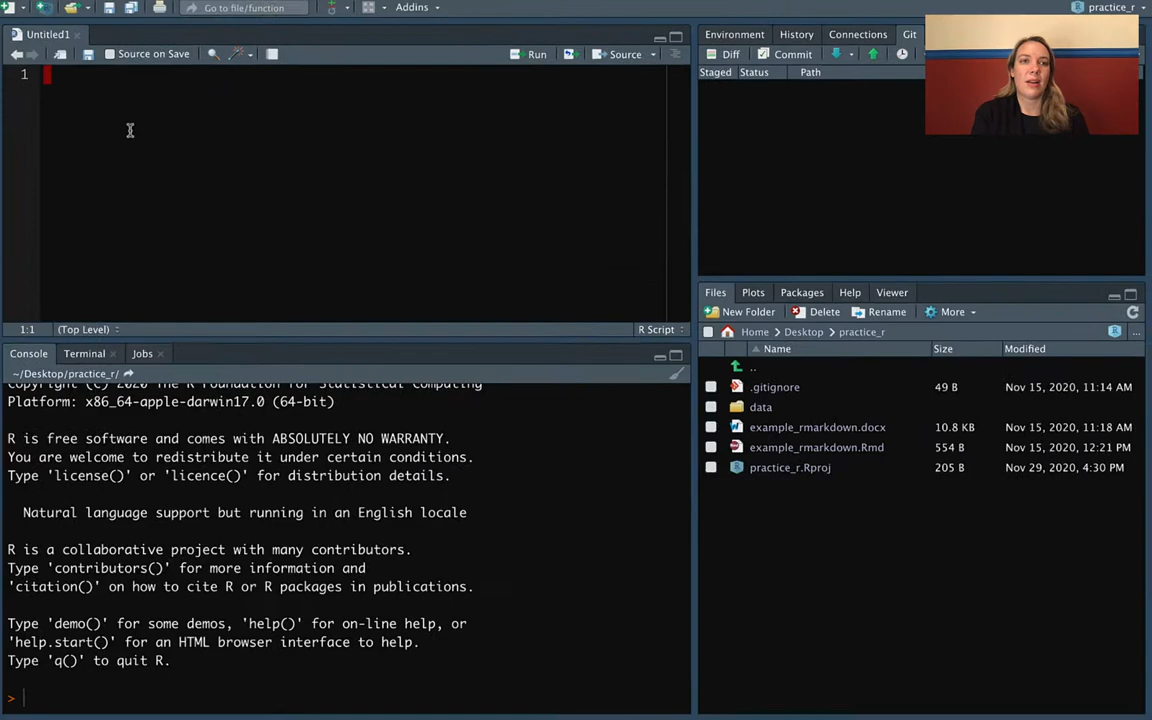 Go to file/function
Addins
practice_r
Untitled1
Source on Save
Run
Source
1
1:1
(Top Level)
R Script
Environment
History
Connections
Git
Diff
Commit
Staged
Status
Path
Console
Terminal
Jobs
~/Desktop/practice_r/
Platform: x86_64-apple-darwin17.0 (64-bit)
R is free software and comes with ABSOLUTELY NO WARRANTY.
You are welcome to redistribute it under certain conditions.
Type 'license()' or 'licence()' for distribution details.
Natural language support but running in an English locale
R is a collaborative project with many contributors.
Type 'contributors()' for more information and
'citation()' on how to cite R or R packages in publications.
Type 'demo()' for some demos, 'help()' for on-line help, or
'help.start()' for an HTML browser interface to help.
Type 'q()' to quit R.
>
Files
Plots
Packages
Help
Viewer
New Folder
Delete
Rename
More
Home
Desktop
practice_r
...
Name
Size
Modified
..
.gitignore 49 B Nov 15, 2020, 11:14 AM
data
example_rmarkdown.docx 10.8 KB Nov 15, 2020, 11:18 AM
example_rmarkdown.Rmd 554 B Nov 15, 2020, 12:21 PM
practice_r.Rproj 205 B Nov 29, 2020, 4:30 PM